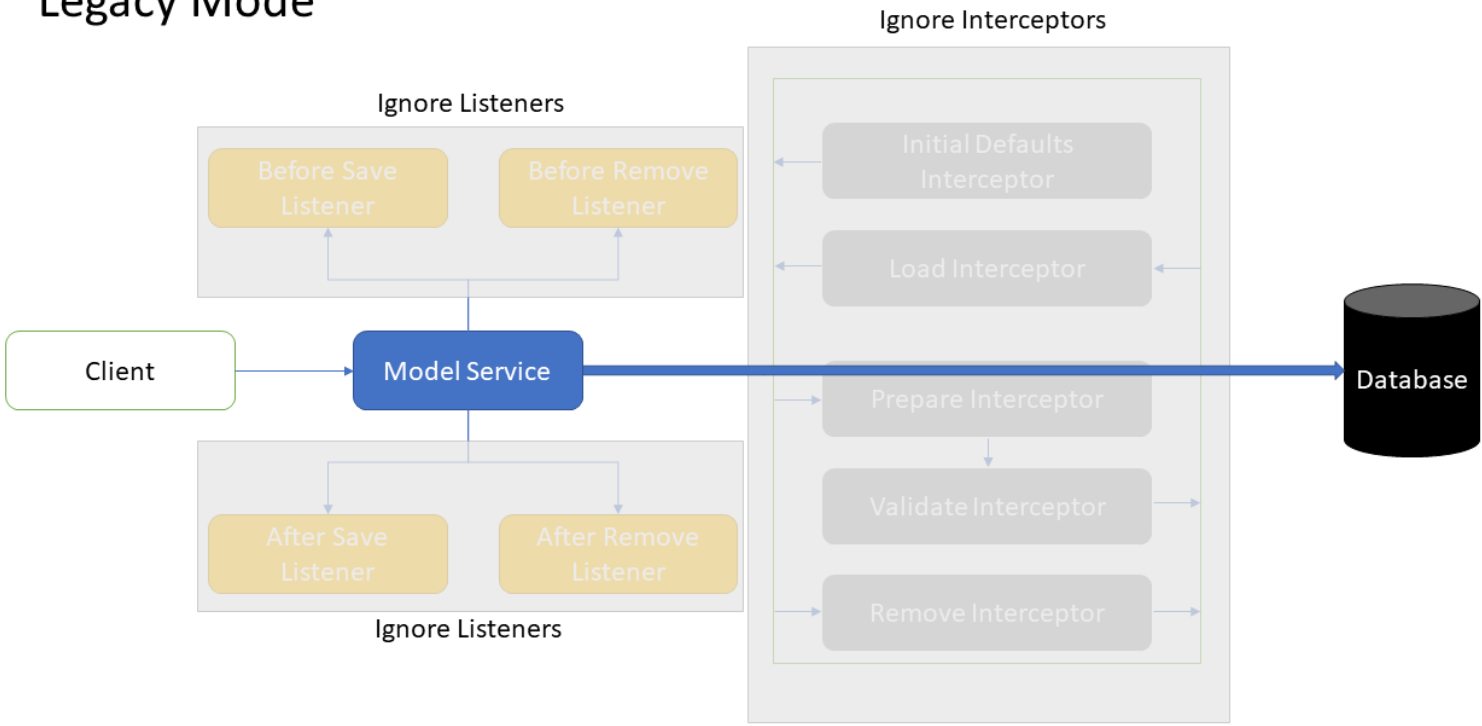 Legacy Mode
Ignore Interceptors
Ignore Listeners
Before Save
Listener
Before Remove
Listener
Initial Defaults
Interceptor
Load Interceptor
Client
Model Service
Database
Prepare Interceptor
Validate Interceptor
After Save
Listener
After Remove
Listener
Remove Interceptor
Ignore Listeners